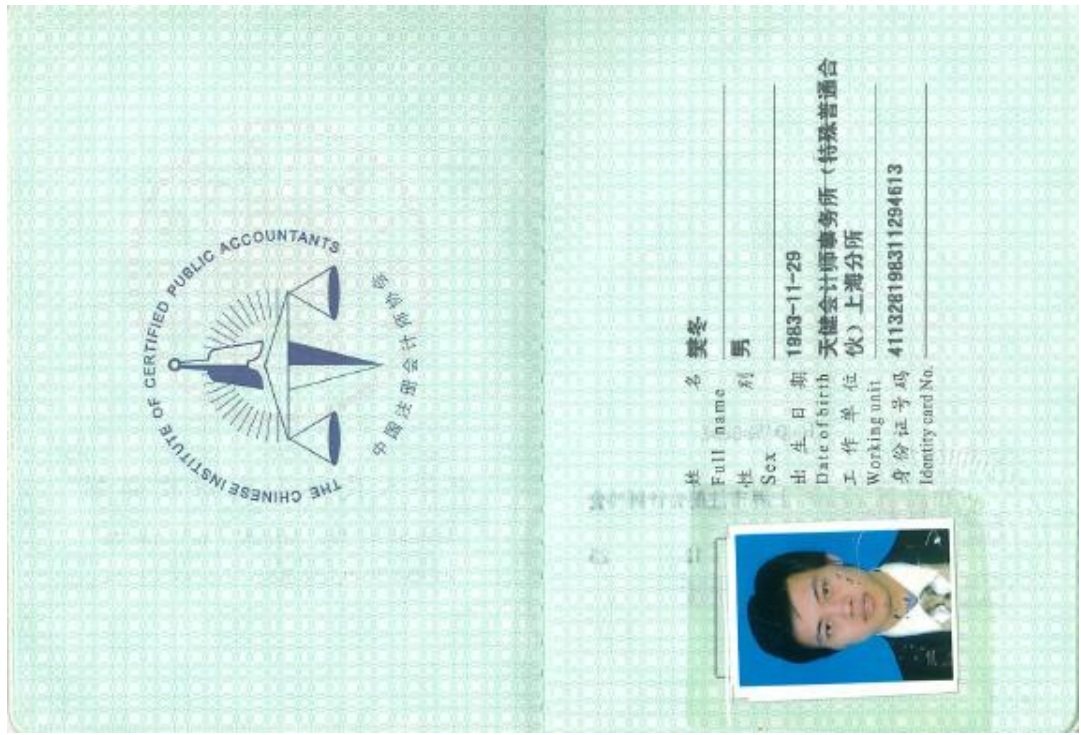 THE CHINESE INSTITUTE OF CERTIFIED PUBLIC ACCOUNTANTS
中国注册会计师协会
姓 名 樊冬
Full name
性 别 男
Sex
出 生 日 期 1983-11-29
Date of birth
工 作 单 位 天健会计师事务所（特殊普通合
Working unit 伙）上海分所
身份证号码 411328198311294613
Identity card No.